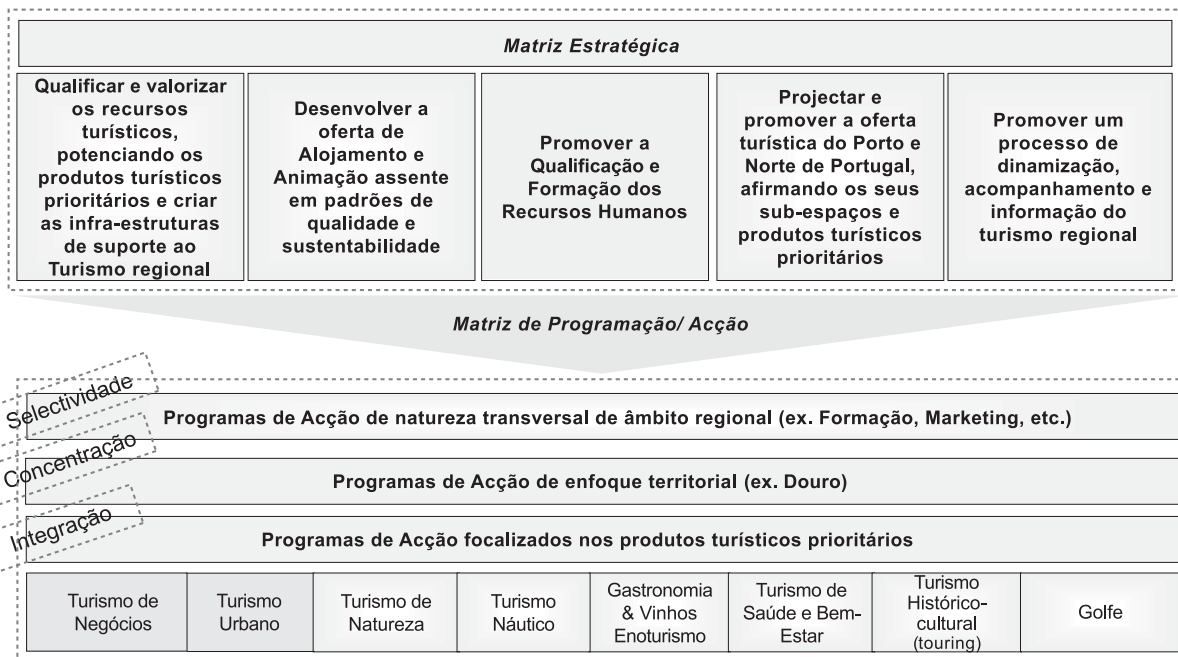 Matriz Estratégica
Qualificar e valorizar
os recursos
turísticos,
potenciando os
produtos turísticos
prioritários e criar
as infra-estruturas
de suporte ao
Turismo regional
Desenvolver a
oferta de
Alojamento e
Animação assente
em padrões de
qualidade e
sustentabilidade
Promover a
Qualificação e
Formação dos
Recursos Humanos
Projectar e
promover a oferta
turística do Porto e
Norte de Portugal,
afirmando os seus
sub-espaços e
produtos turísticos
prioritários
Promover um
processo de
dinamização,
acompanhamento e
informação do
turismo regional
Matriz de Programação/ Acção
Selectividade
Programas de Acção de natureza transversal de âmbito regional (ex. Formação, Marketing, etc.)
Concentração
Programas de Acção de enfoque territorial (ex. Douro)
Integração
Programas de Acção focalizados nos produtos turísticos prioritários
Turismo de
Negócios
Turismo
Urbano
Turismo de
Natureza
Turismo
Náutico
Gastronomia
& Vinhos
Enoturismo
Turismo de
Saúde e Bem-
Estar
Turismo
Histórico-
cultural
(touring)
Golfe